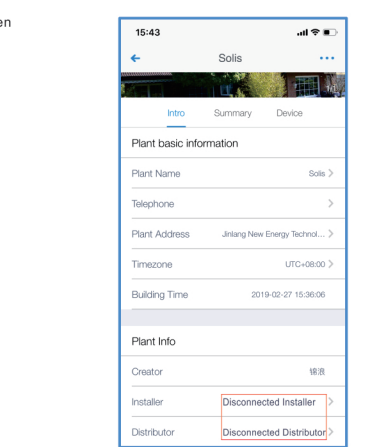 en
15:43
Solis
1/1
Intro Summary Device
Plant basic information
Plant Name Solis
Telephone
Plant Address Jinlang New Energy Technol...
Timezone UTC+08:00
Building Time 2019-02-27 15:36:06
Plant Info
Creator 锦浪
Installer Disconnected Installer
Distributor Disconnected Distributor